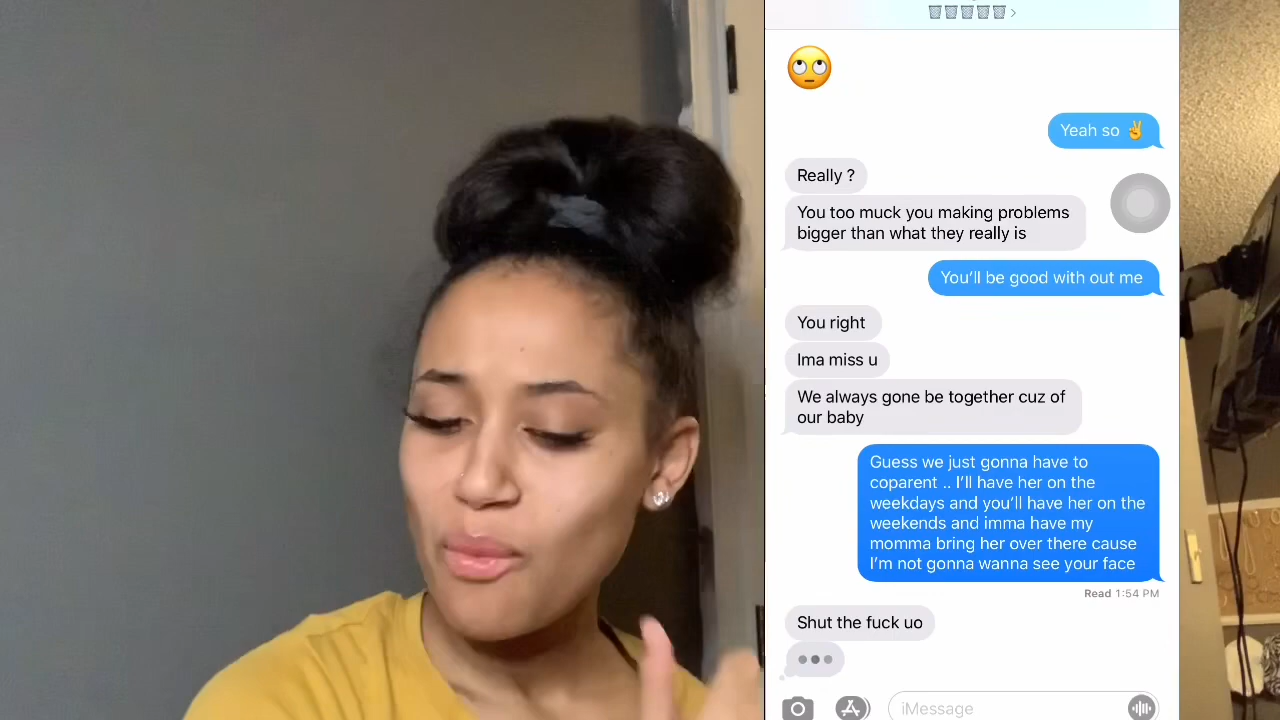 Yeah so ✌️
Really ?
You too muck you making problems
bigger than what they really is
You'll be good with out me
You right
Ima miss u
We always gone be together cuz of
our baby
Guess we just gonna have to
coparent .. I'll have her on the
weekdays and you'll have her on the
weekends and imma have my
momma bring her over there cause
I'm not gonna wanna see your face
Read 1:54 PM
Shut the fuck uo
iMessage